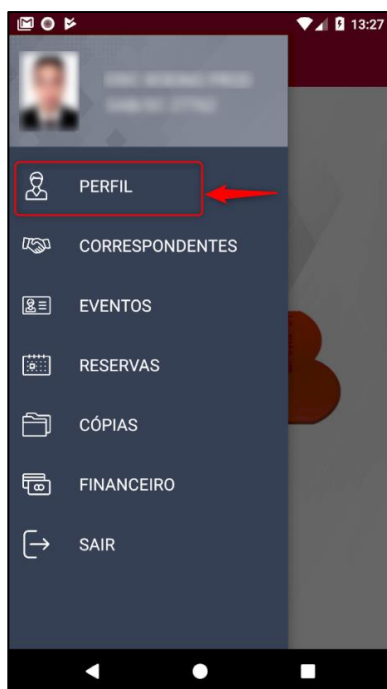 13:27
PERFIL
CORRESPONDENTES
EVENTOS
RESERVAS
CÓPIAS
FINANCEIRO
SAIR